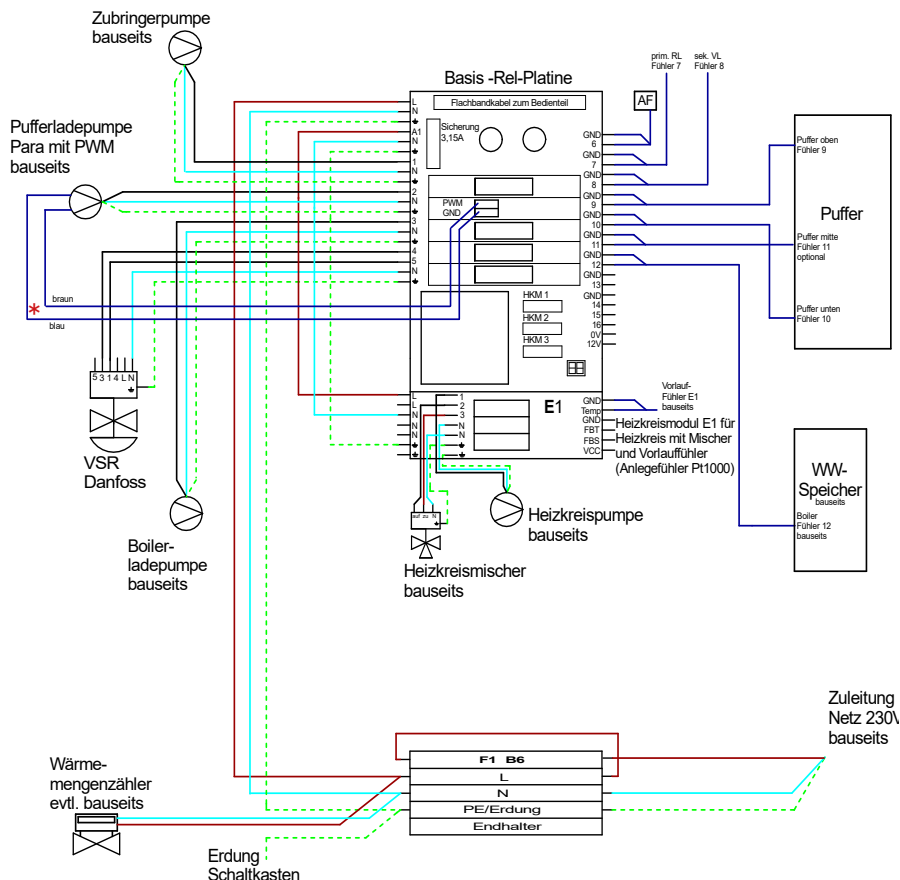 Zubringerpumpe
bauseits
Pufferladepumpe
Para mit PWM
bauseits
Basis -Rel-Platine
Flachbandkabel zum Bedienteil
Sicherung
3,15A
L
N
A1
N
1
N
2
N
3
N
4
5
N
PWM
GND
HKM 1
HKM 2
HKM 3
prim. RL
Fühler 7
sek. VL
Fühler 8
AF
GND
6
GND
7
GND
8
GND
9
GND
10
GND
11
GND
12
GND
13
GND
14
15
16
0V
12V
Puffer oben
Fühler 9
Puffer
Puffer mitte
Fühler 11
optional
Puffer unten
Fühler 10
braun
*
blau
5 3 1 4 L N
VSR
Danfoss
L
L
N
N
N
1
2
3
N
N
E1
GND
Temp
GND
FBT
FBS
VCC
Vorlauf-
Fühler E1
bauseits
Heizkreismodul E1 für
Heizkreis mit Mischer
und Vorlauffühler
(Anlegefühler Pt1000)
WW-
Speicher
bauseits
Boiler
Fühler 12
bauseits
Boiler-
ladepumpe
bauseits
auf zu N
Heizkreismischer
bauseits
Heizkreispumpe
bauseits
Zuleitung
Netz 230V
bauseits
F1 B6
L
N
PE/Erdung
Endhalter
Wärme-
mengenzähler
evtl. bauseits
Erdung
Schaltkasten